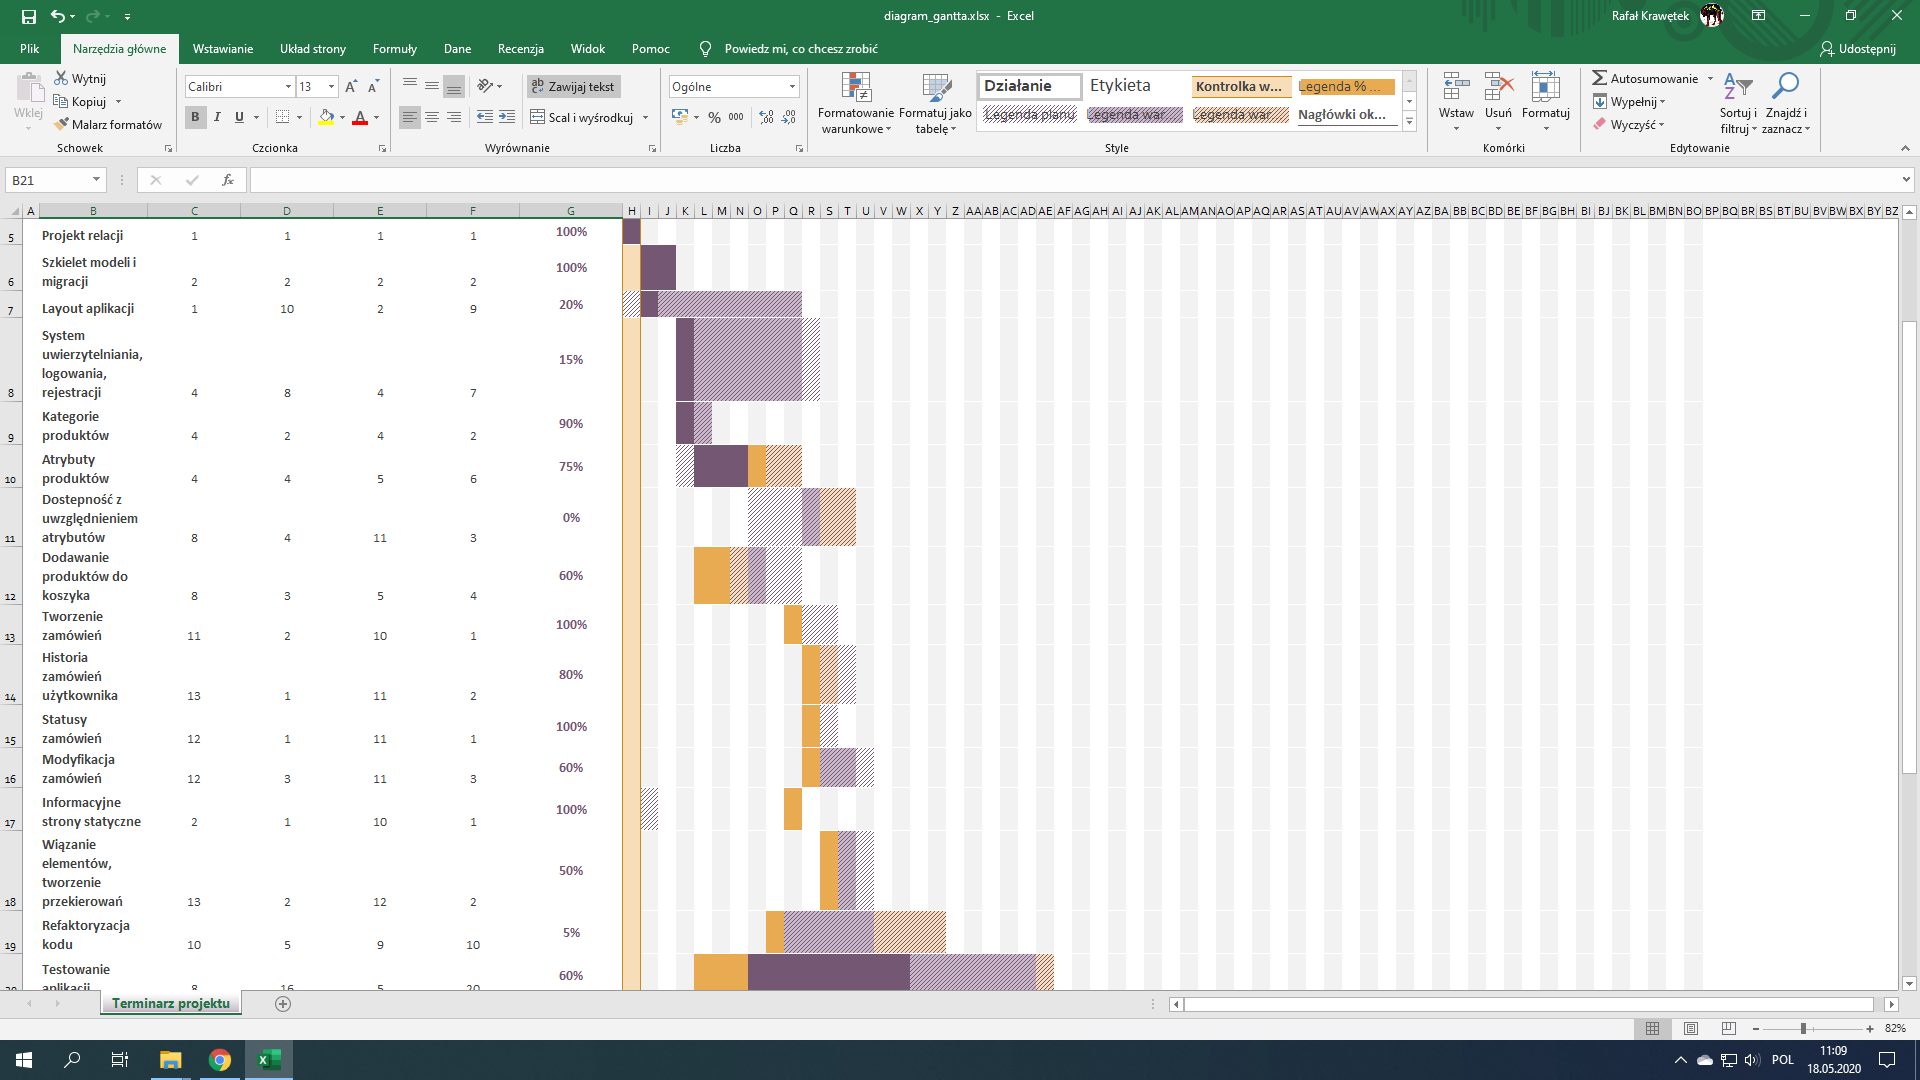 diagram_gantta.xlsx - Excel
Rafał Krawętek
Plik Narzędzia główne Wstawianie Układ strony Formuły Dane Recenzja Widok Pomoc Powiedz mi, co chcesz zrobić Udostępnij
Wklej
Wytnij
Kopiuj
Malarz formatów
Schowek
Calibri 13
B I U
Czcionka
Zawijaj tekst
Scal i wyśrodkuj
Wyrównanie
Ogólne
% 000
Liczba
Formatowanie warunkowe
Formatuj jako tabelę
Działanie Etykieta Kontrolka w... Legenda % ...
Legenda planu Legenda war... Legenda war... Nagłówki ok...
Style
Wstaw Usuń Formatuj
Komórki
Autosumowanie
Wypełnij
Wyczyść
Sortuj i filtruj
Znajdź i zaznacz
Edytowanie
B21
fx
A B C D E F G H I J K L M N O P Q R S T U V W X Y Z AA AB AC AD AE AF AG AH AI AJ AK AL AM AN AO AP AQ AR AS AT AU AV AW AX AY AZ BA BB BC BD BE BF BG BH BI BJ BK BL BM BN BO BP BQ BR BS BT BU BV BW BX BY BZ
5 Projekt relacji 1 1 1 1 100%
6 Szkielet modeli i migracji 2 2 2 2 100%
7 Layout aplikacji 1 10 2 9 20%
8 System uwierzytelniania, logowania, rejestracji 4 8 4 7 15%
9 Kategorie produktów 4 2 4 2 90%
10 Atrybuty produktów 4 4 5 6 75%
11 Dostepność z uwzględnieniem atrybutów 8 4 11 3 0%
12 Dodawanie produktów do koszyka 8 3 5 4 60%
13 Tworzenie zamówień 11 2 10 1 100%
14 Historia zamówień użytkownika 13 1 11 2 80%
15 Statusy zamówień 12 1 11 1 100%
16 Modyfikacja zamówień 12 3 11 3 60%
17 Informacyjne strony statyczne 2 1 10 1 100%
18 Wiązanie elementów, tworzenie przekierowań 13 2 12 2 50%
19 Refaktoryzacja kodu 10 5 9 10 5%
20 Testowanie aplikacji 8 16 5 20 60%
Terminarz projektu
82%
POL
11:09
18.05.2020